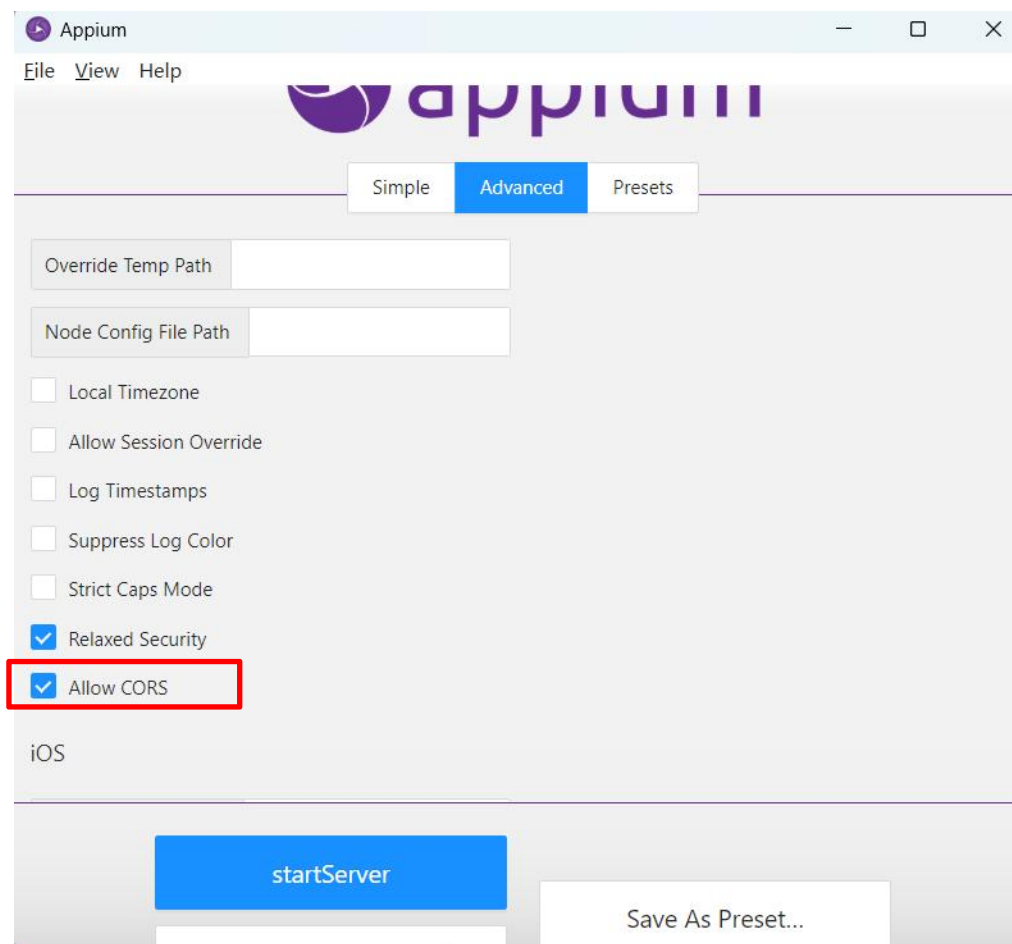 Appium
File View Help
appium
Simple Advanced Presets
Override Temp Path
Node Config File Path
Local Timezone
Allow Session Override
Log Timestamps
Suppress Log Color
Strict Caps Mode
Relaxed Security
Allow CORS
iOS
startServer
Save As Preset...